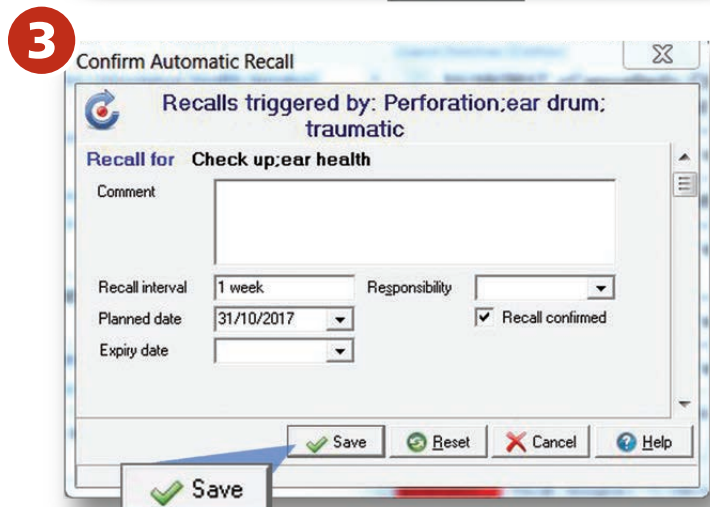 3
Confirm Automatic Recall
Recalls triggered by: Perforation;ear drum;
traumatic
Recall for Check up;ear health
Comment
Recall interval 1 week Responsibility
Planned date 31/10/2017 Recall confirmed
Expiry date
Save Reset Cancel Help
Save